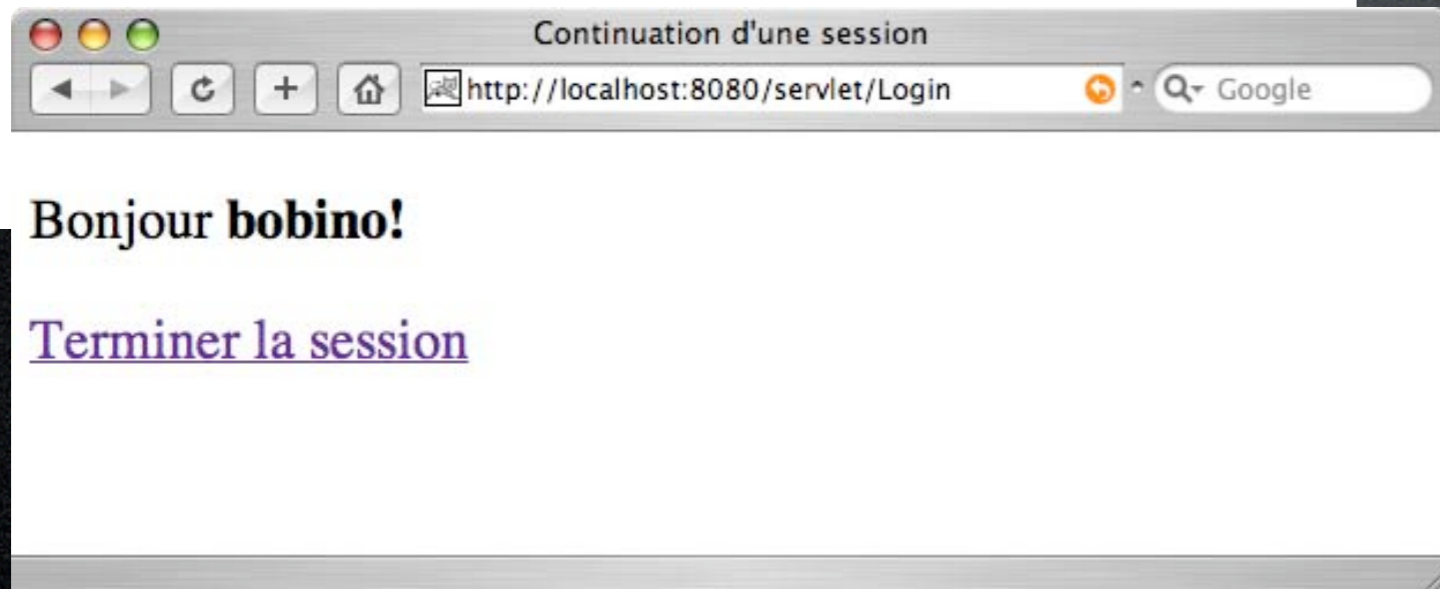 Continuation d'une session
http://localhost:8080/servlet/Login
Google
Bonjour bobino!
Terminer la session